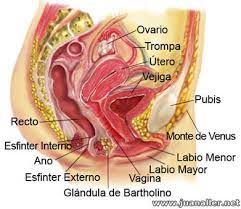 Ovario
Trompa
Útero
Vejiga
Pubis
Recto
Monte de Venus
Esfinter Interno
Labio Menor
Ano
Labio Mayor
Esfinter Externo
Vagina
Glándula de Bartholino
www.juanaller.net